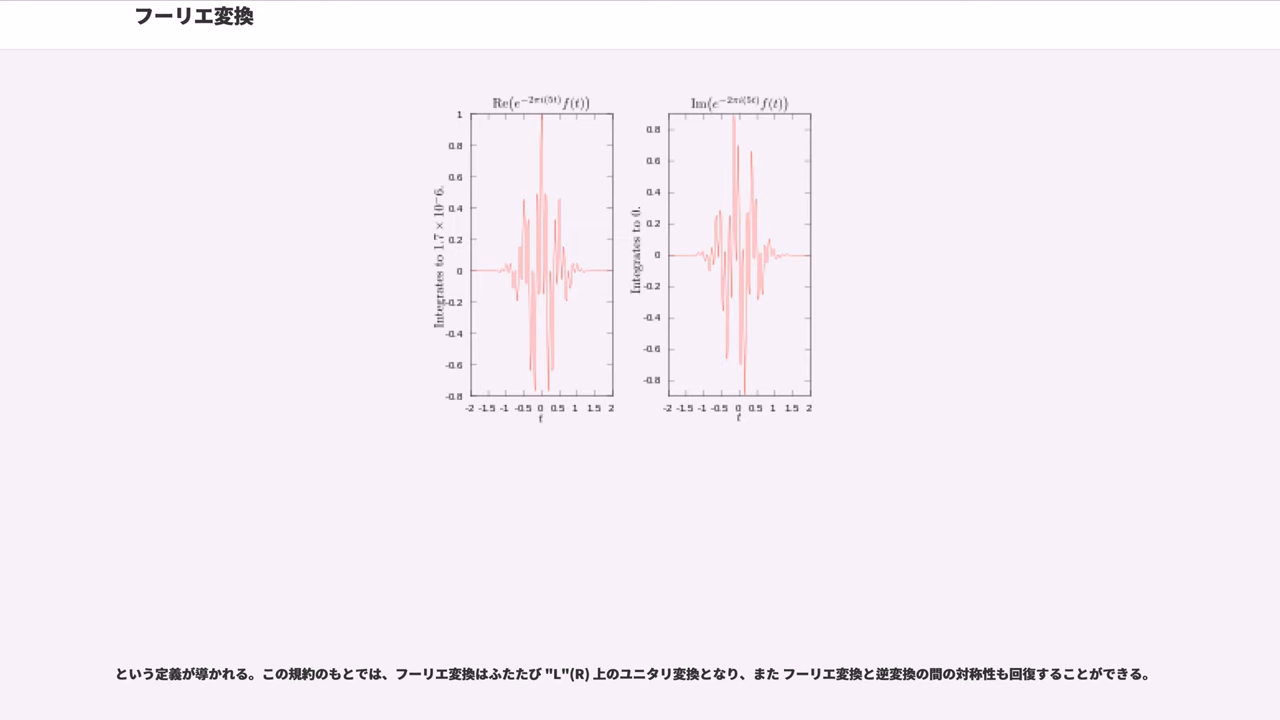 フーリエ変換
Re(e^{-2πi(5t)}f(t))
Im(e^{-2πi(5t)}f(t))
Integrates to 1.7 × 10^-6.
1
0.8
0.6
0.4
0.2
0
-0.2
-0.4
-0.6
-0.8
-2 -1.5 -1 -0.5 0 0.5 1 1.5 2
t
Integrates to 0.
0.8
0.6
0.4
0.2
0
-0.2
-0.4
-0.6
-0.8
-2 -1.5 -1 -0.5 0 0.5 1 1.5 2
t
という定義が導かれる。この規約のもとでは、フーリエ変換はふたたび "L"(R) 上のユニタリ変換となり、また フーリエ変換と逆変換の間の対称性も回復することができる。